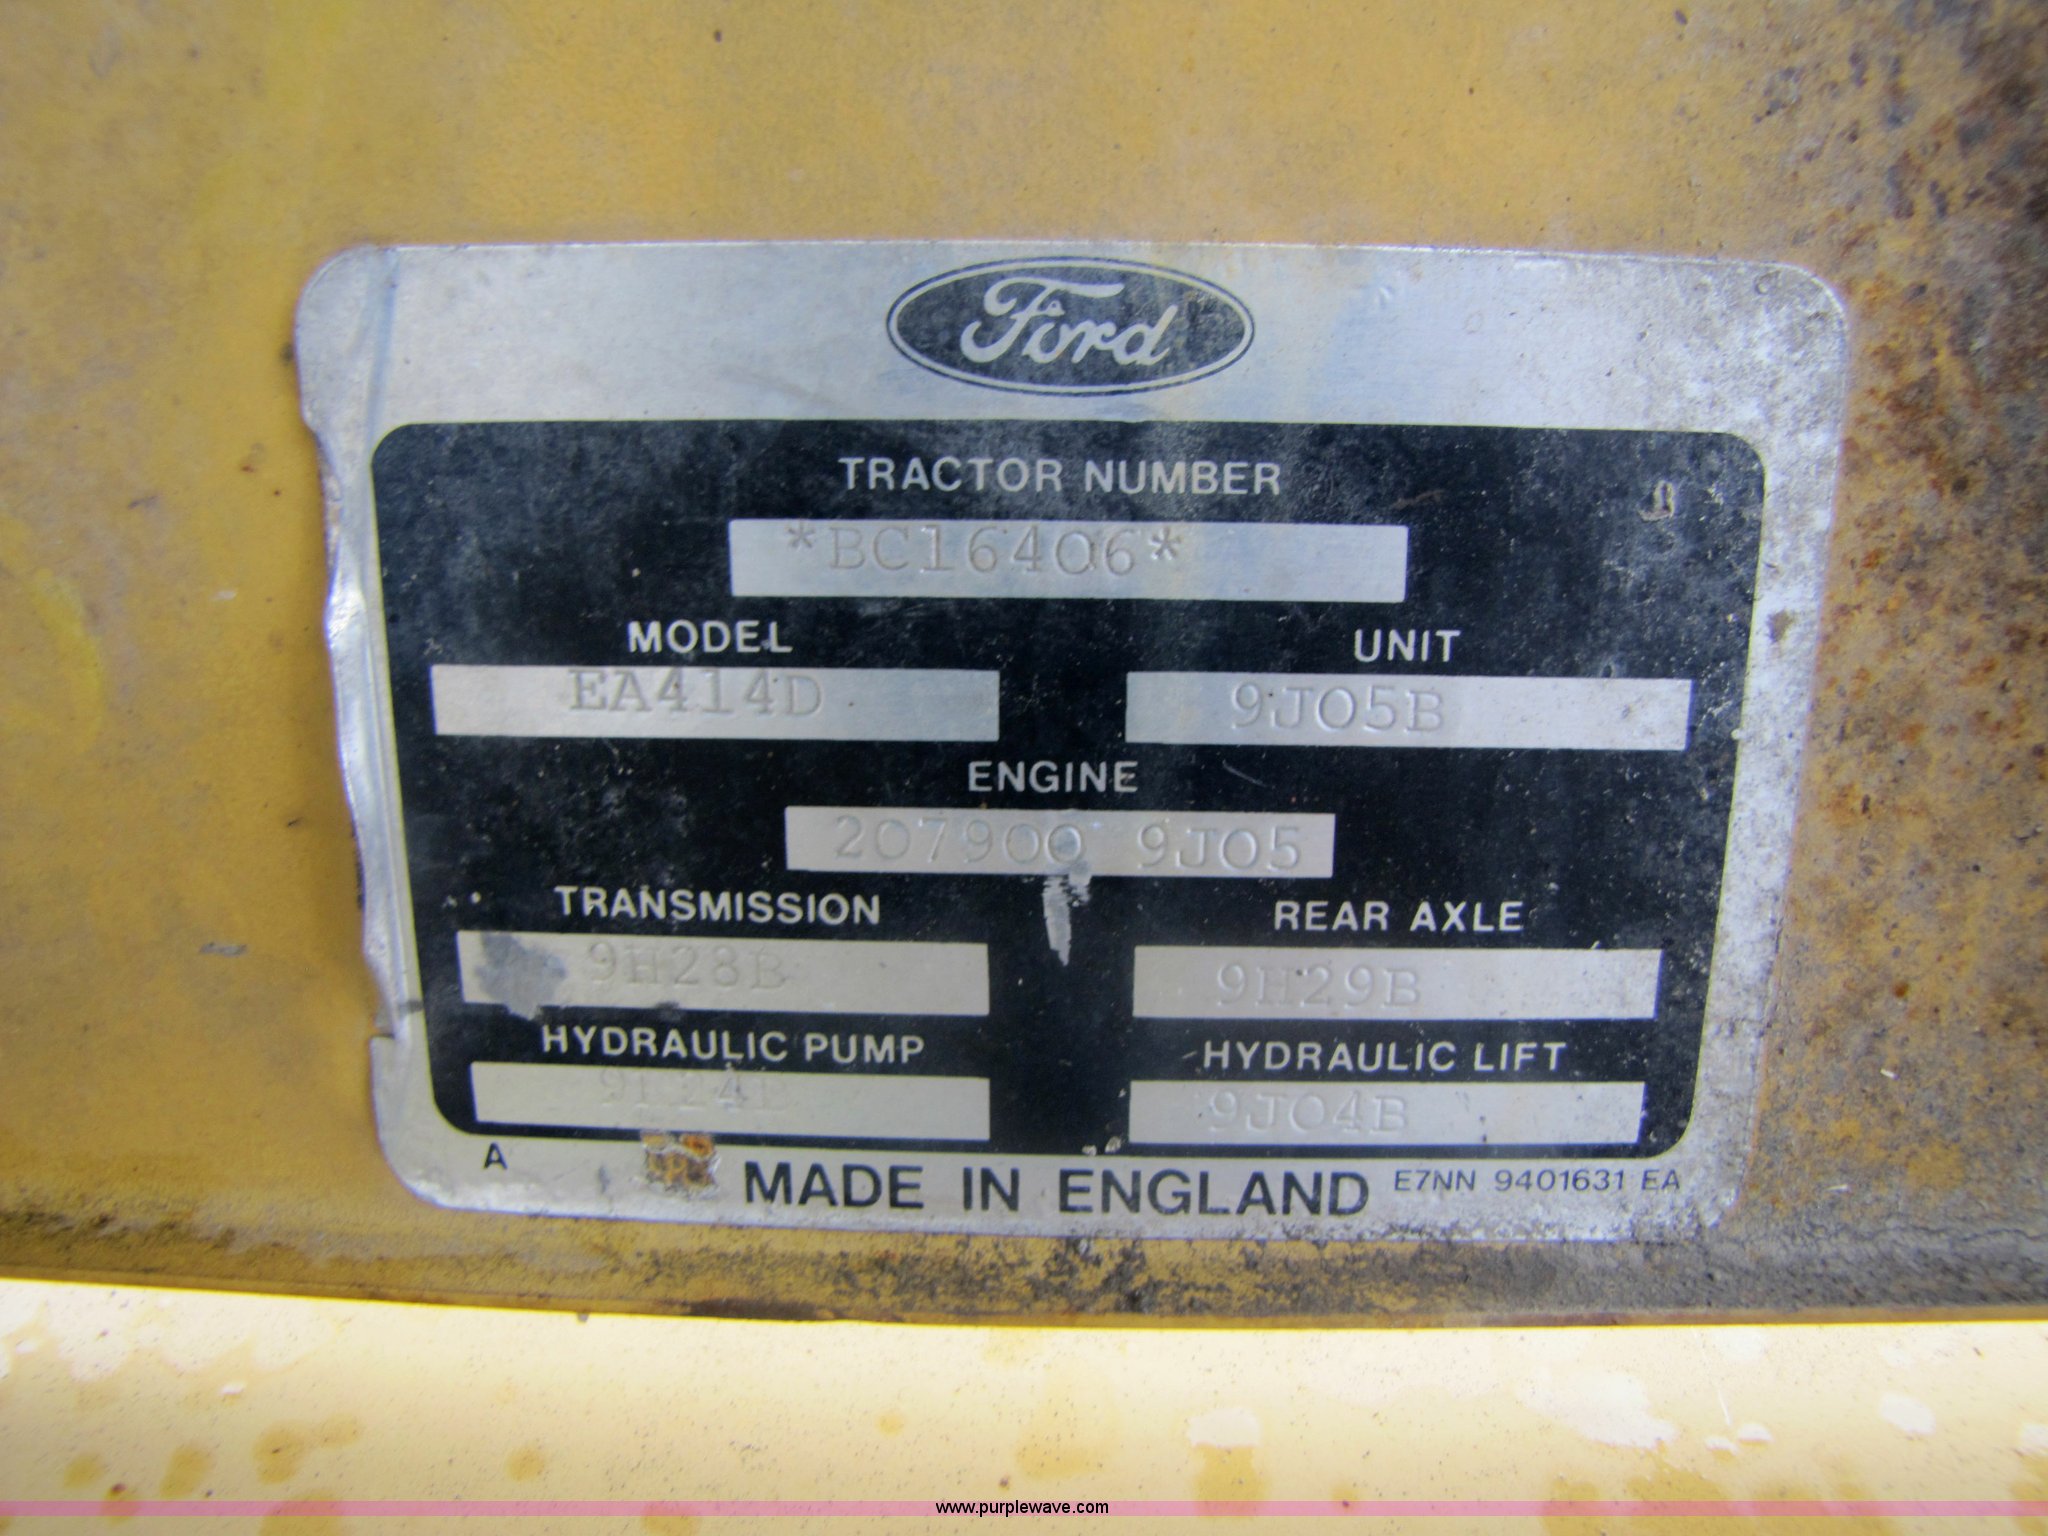 Ford
TRACTOR NUMBER
*BC16406*
MODEL UNIT
EA414D 9J05B
ENGINE
207900 9J05
TRANSMISSION REAR AXLE
9H28B 9H29B
HYDRAULIC PUMP HYDRAULIC LIFT
9J04B
A MADE IN ENGLAND E7NN 9401631 EA
www.purplewave.com